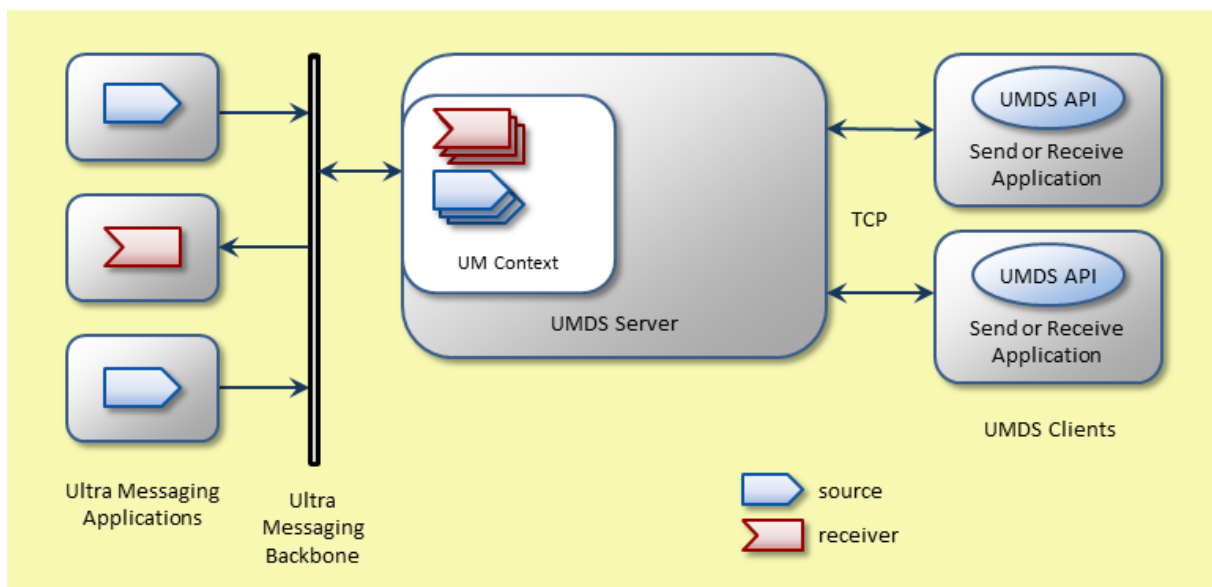 UMDS API
Send or Receive
Application
UM Context
UMDS Server
TCP
UMDS API
Send or Receive
Application
UMDS Clients
Ultra Messaging
Applications
Ultra
Messaging
Backbone
source
receiver